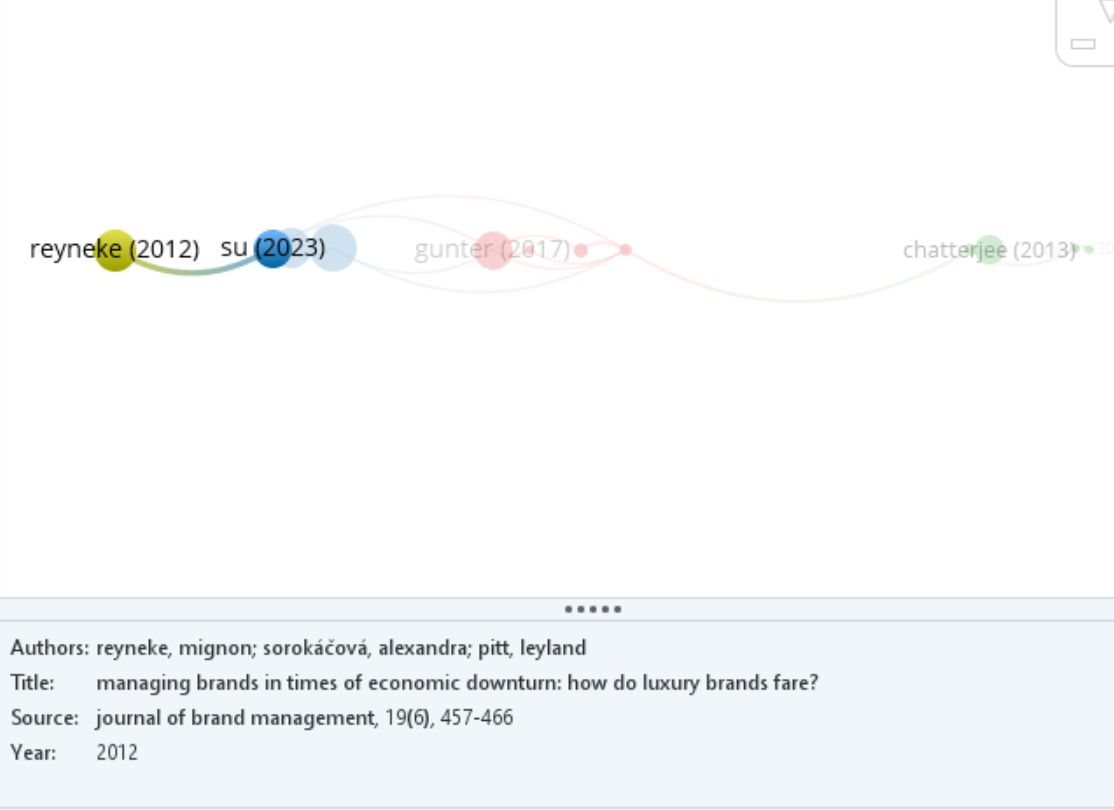 reyneke (2012)
su (2023)
gunter (2017)
chatterjee (2013)
Authors: reyneke, mignon; sorokáčová, alexandra; pitt, leyland
Title: managing brands in times of economic downturn: how do luxury brands fare?
Source: journal of brand management, 19(6), 457-466
Year: 2012